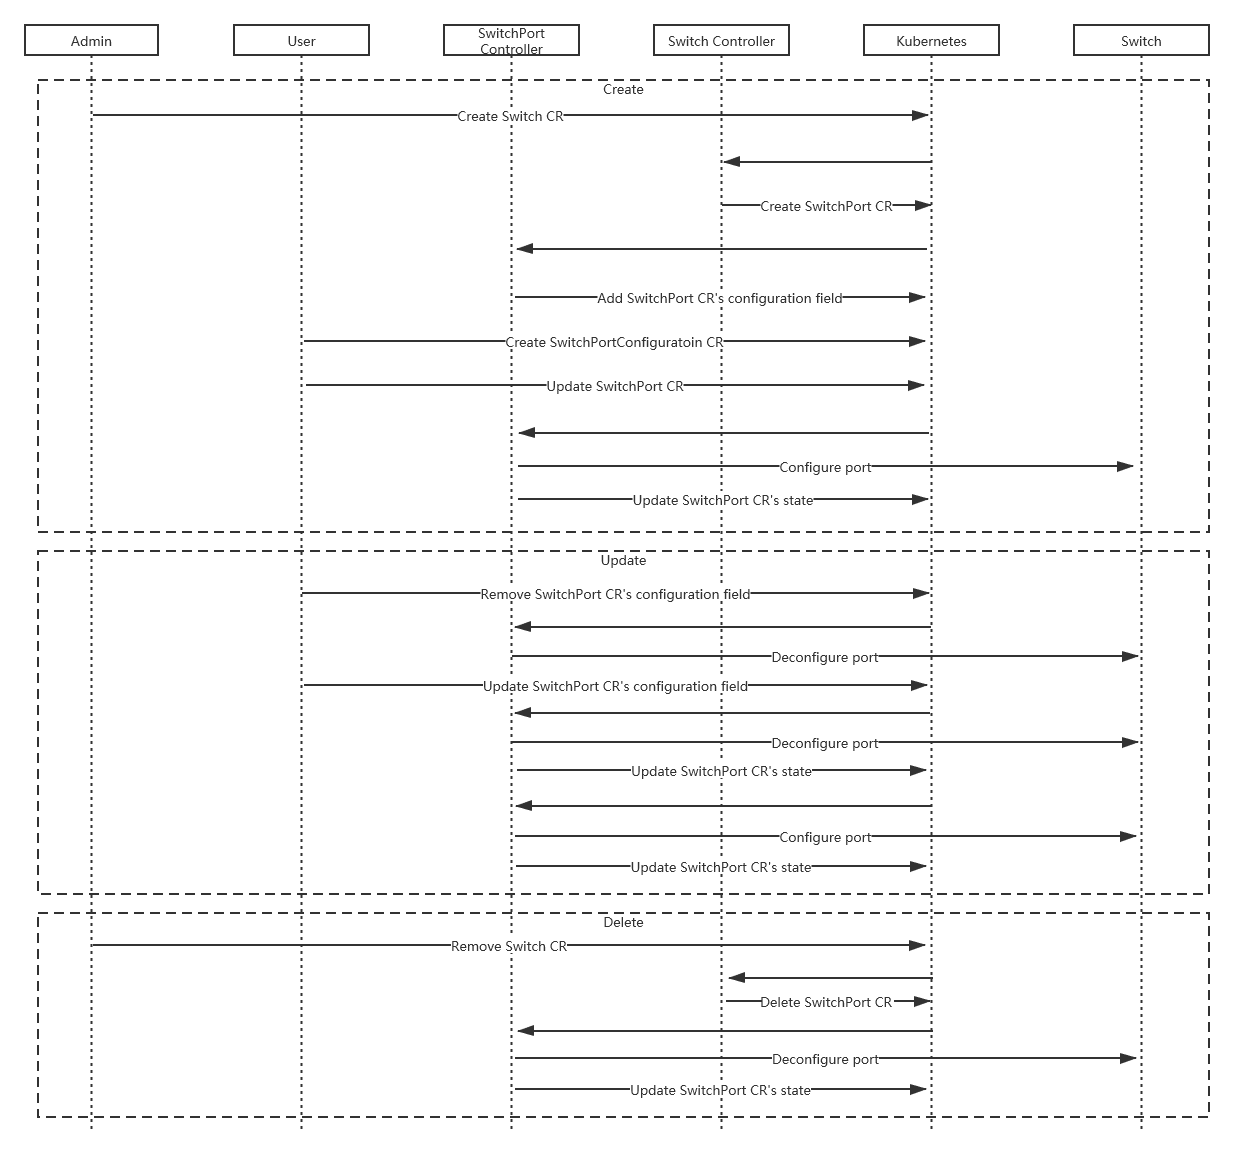 Admin
User
SwitchPort
Controller
Switch Controller
Kubernetes
Switch
Create
Create Switch CR
Create SwitchPort CR
Add SwitchPort CR's configuration field
Create SwitchPortConfiguratoin CR
Update SwitchPort CR
Configure port
Update SwitchPort CR's state
Update
Remove SwitchPort CR's configuration field
Deconfigure port
Update SwitchPort CR's configuration field
Deconfigure port
Update SwitchPort CR's state
Configure port
Update SwitchPort CR's state
Delete
Remove Switch CR
Delete SwitchPort CR
Deconfigure port
Update SwitchPort CR's state